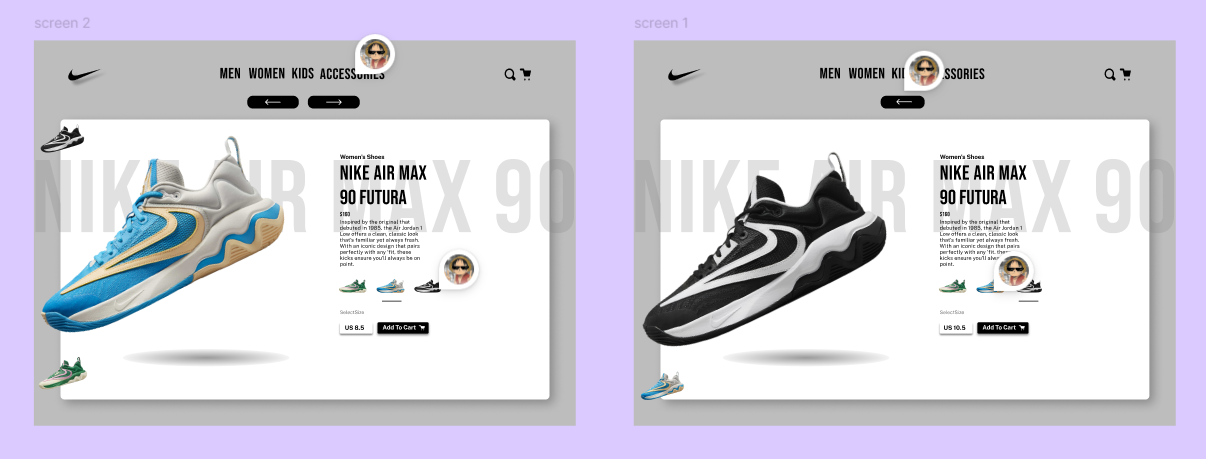 screen 2
MEN WOMEN KIDS ACCESSORIES
NIKE AIR MAX 90
Women's Shoes
NIKE AIR MAX
90 FUTURA
$160
Inspired by the original that
debuted in 1985, the Air Jordan 1
Low offers a clean, classic look
that's familiar yet always fresh.
With an iconic design that pairs
perfectly with any 'fit, these
kicks ensure you'll always be on
point.
SelectSize
US 8.5 Add To Cart
screen 1
MEN WOMEN KI SSORIES
NIKE AIR MAX 90
Women's Shoes
NIKE AIR MAX
90 FUTURA
$160
Inspired by the original that
debuted in 1985, the Air Jordan 1
Low offers a clean, classic look
that's familiar yet always fresh.
With an iconic design that pairs
perfectly with any 'fit, these
kicks ensure you'll always be on
point.
SelectSize
US 10.5 Add To Cart